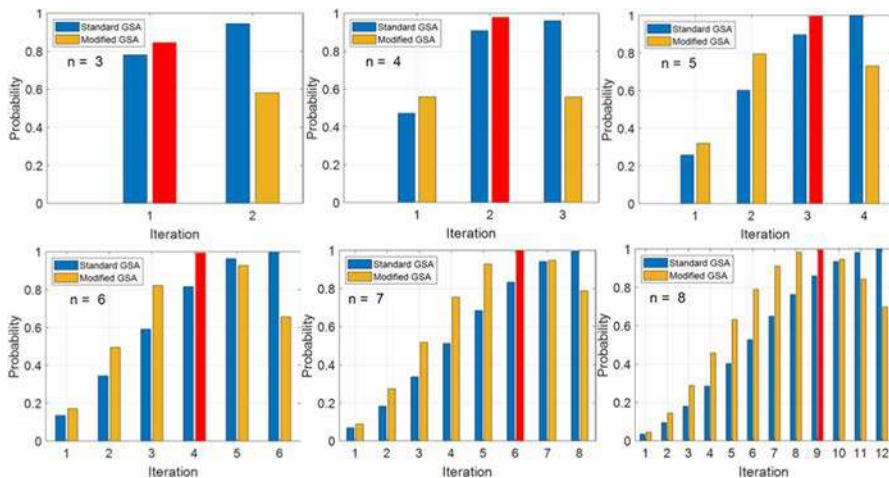 1
0.8
0.6
0.4
0.2
0
Probability
Standard GSA
Modified GSA
n = 3
1 2
Iteration
1
0.8
0.6
0.4
0.2
0
Probability
Standard GSA
Modified GSA
n = 4
1 2 3
Iteration
1
0.8
0.6
0.4
0.2
0
Probability
Standard GSA
Modified GSA
n = 5
1 2 3 4
Iteration
1
0.8
0.6
0.4
0.2
0
Probability
Standard GSA
Modified GSA
n = 6
1 2 3 4 5 6
Iteration
1
0.8
0.6
0.4
0.2
0
Probability
Standard GSA
Modified GSA
n = 7
1 2 3 4 5 6 7 8
Iteration
1
0.8
0.6
0.4
0.2
0
Probability
Standard GSA
Modified GSA
n = 8
1 2 3 4 5 6 7 8 9 10 11 12
Iteration